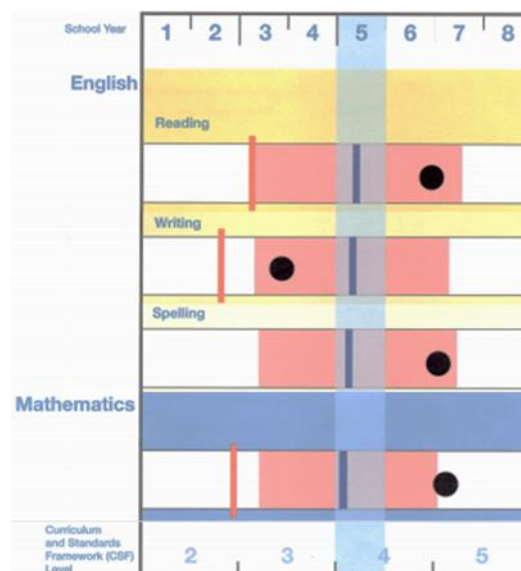 School Year 1 2 3 4 5 6 7 8
English
Reading
Writing
Spelling
Mathematics
Curriculum
and Standards
Framework (CSF)
Level
2 3 4 5